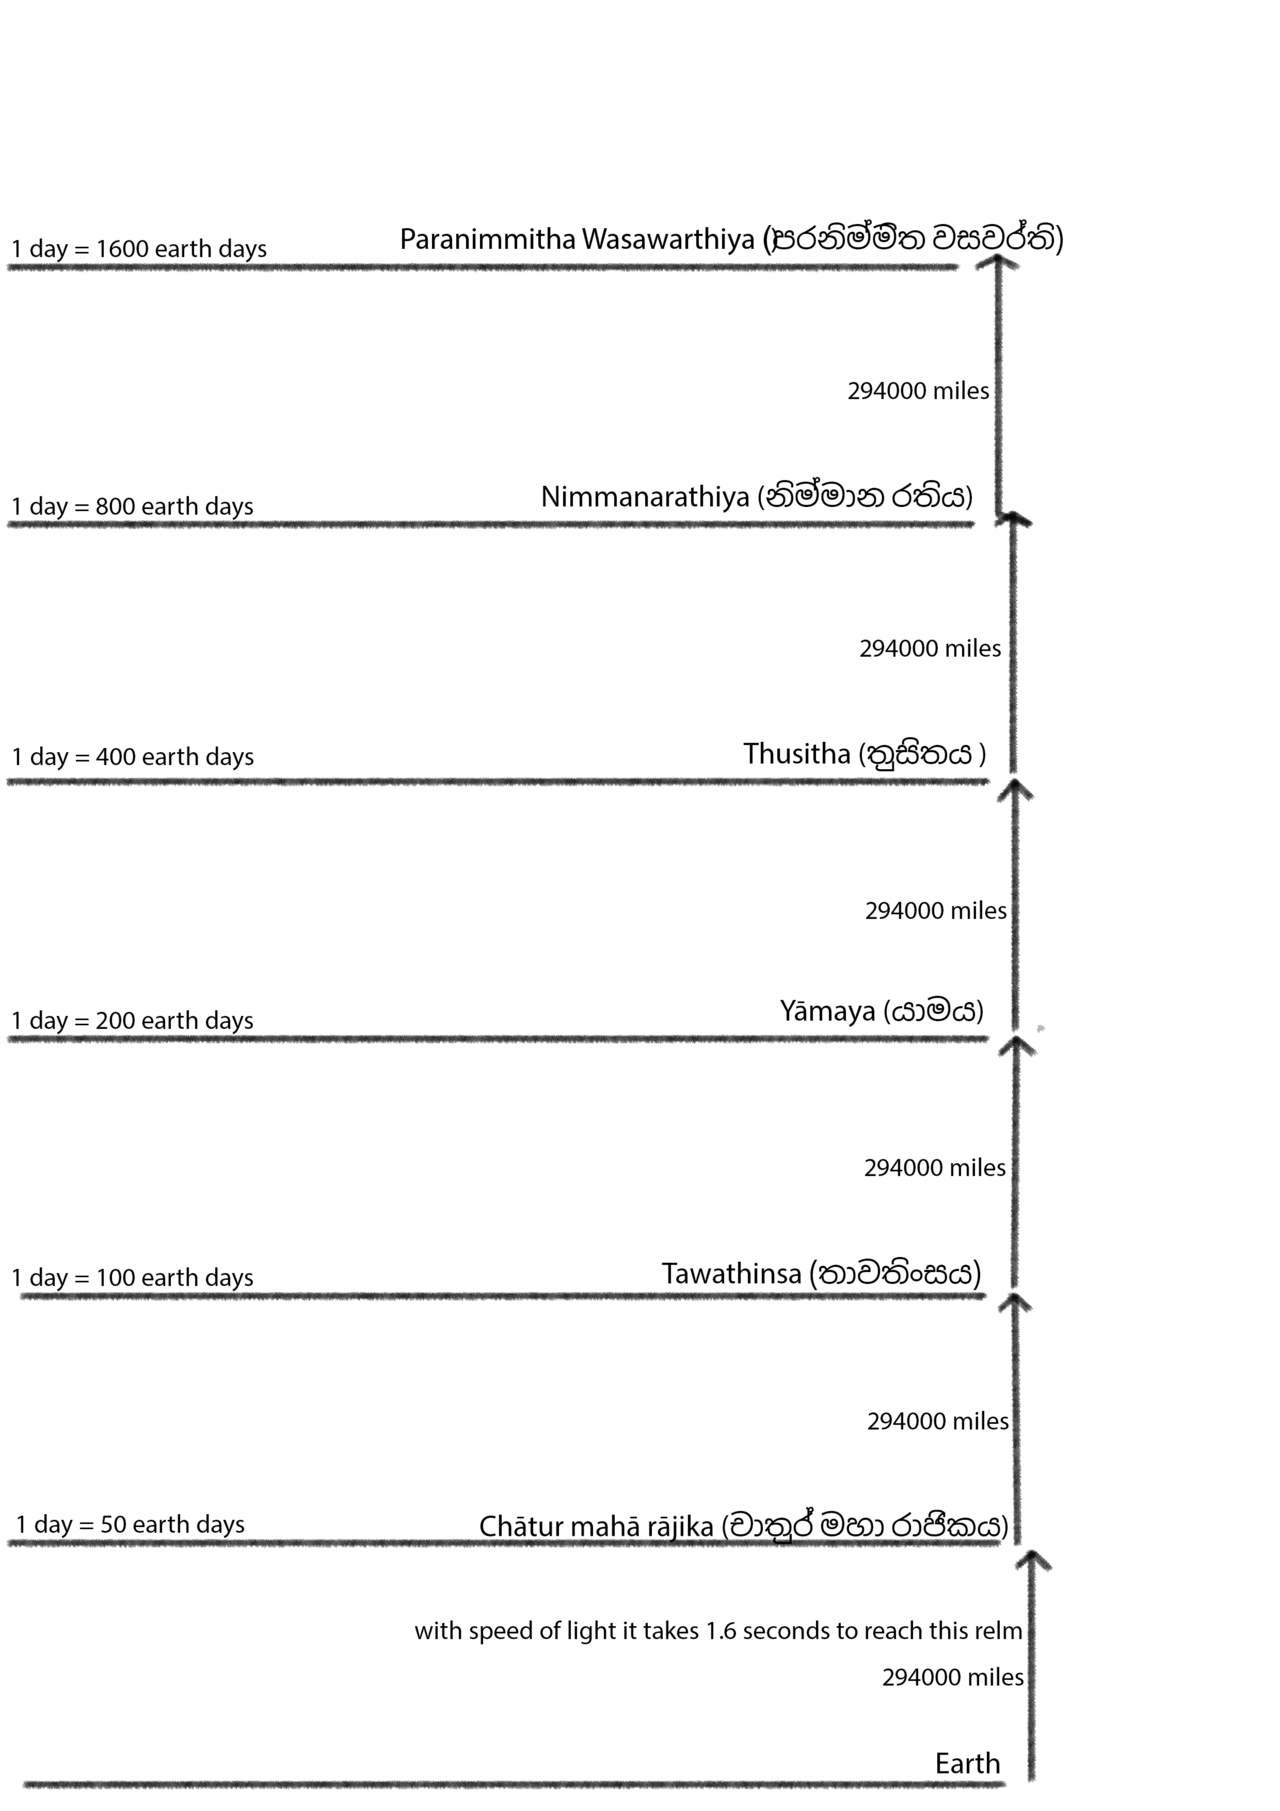 1 day = 1600 earth days
Paranimmitha Wasawarthiya (පරනිම්මිත වසවර්ති)
294000 miles
1 day = 800 earth days
Nimmanarathiya (නිම්මාන රතිය)
294000 miles
1 day = 400 earth days
Thusitha (තුසිතය )
294000 miles
1 day = 200 earth days
Yāmaya (යාමය)
294000 miles
1 day = 100 earth days
Tawathinsa (තාවතිංසය)
294000 miles
1 day = 50 earth days
Chātur mahā rājika (චාතුර් මහා රාජිකය)
with speed of light it takes 1.6 seconds to reach this relm
294000 miles
Earth